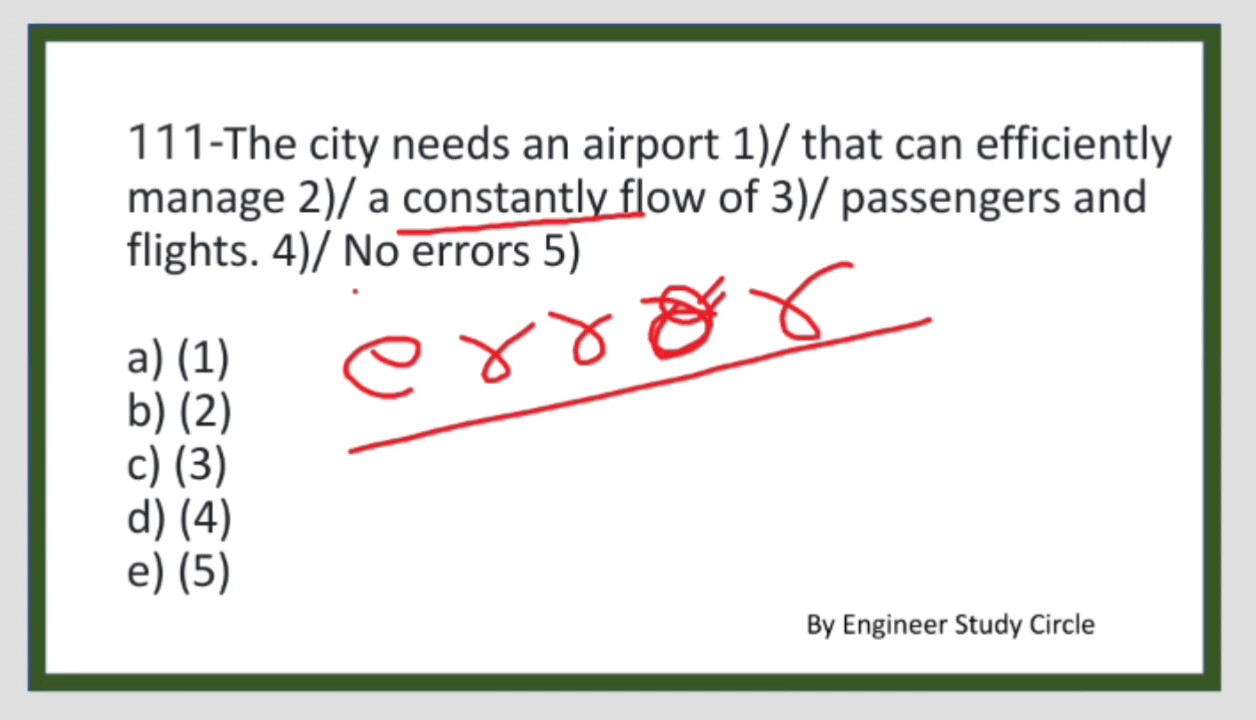 111-The city needs an airport 1)/ that can efficiently
manage 2)/ a constantly flow of 3)/ passengers and
flights. 4)/ No errors 5)
error
a) (1)
b) (2)
c) (3)
d) (4)
e) (5)
By Engineer Study Circle